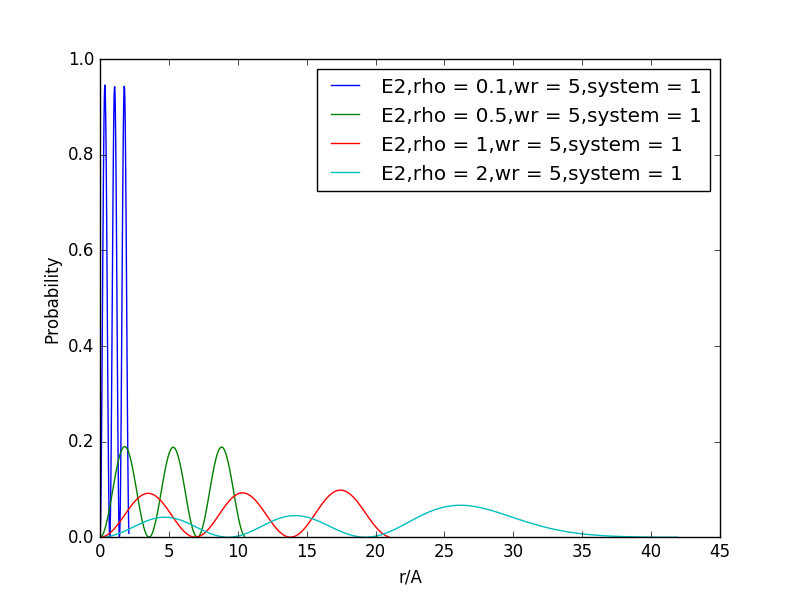 1.0
0.8
0.6
0.4
0.2
0.0
Probability
E2,rho = 0.1,wr = 5,system = 1
E2,rho = 0.5,wr = 5,system = 1
E2,rho = 1,wr = 5,system = 1
E2,rho = 2,wr = 5,system = 1
0 5 10 15 20 25 30 35 40 45
r/A